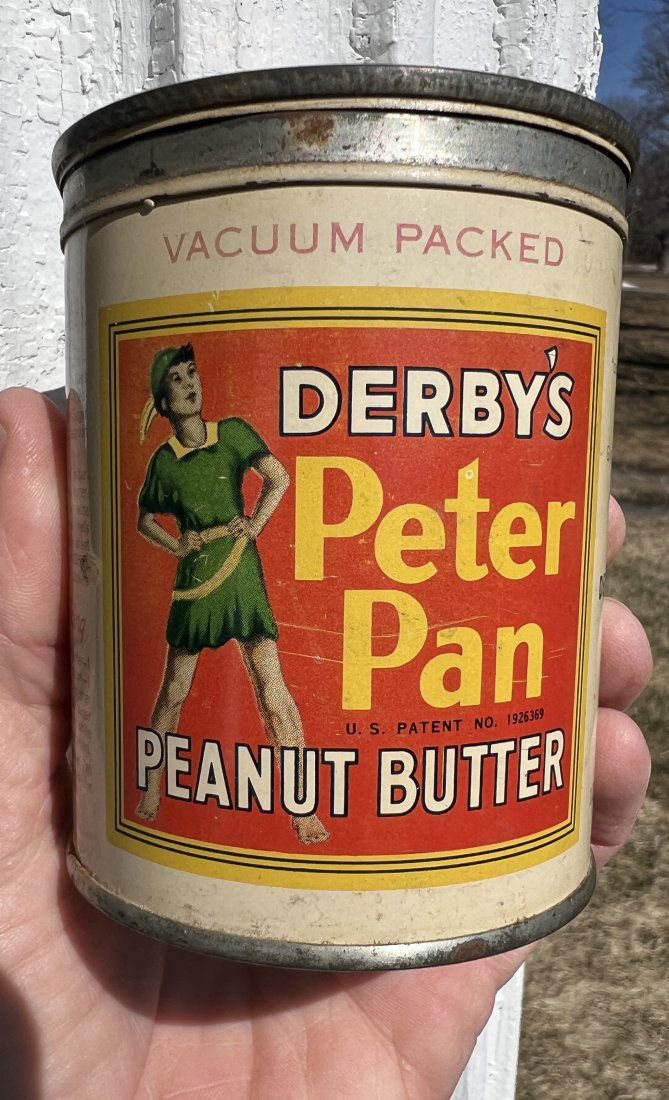 VACUUM PACKED
DERBY'S
Peter
Pan
U. S. PATENT NO. 1926369
PEANUT BUTTER